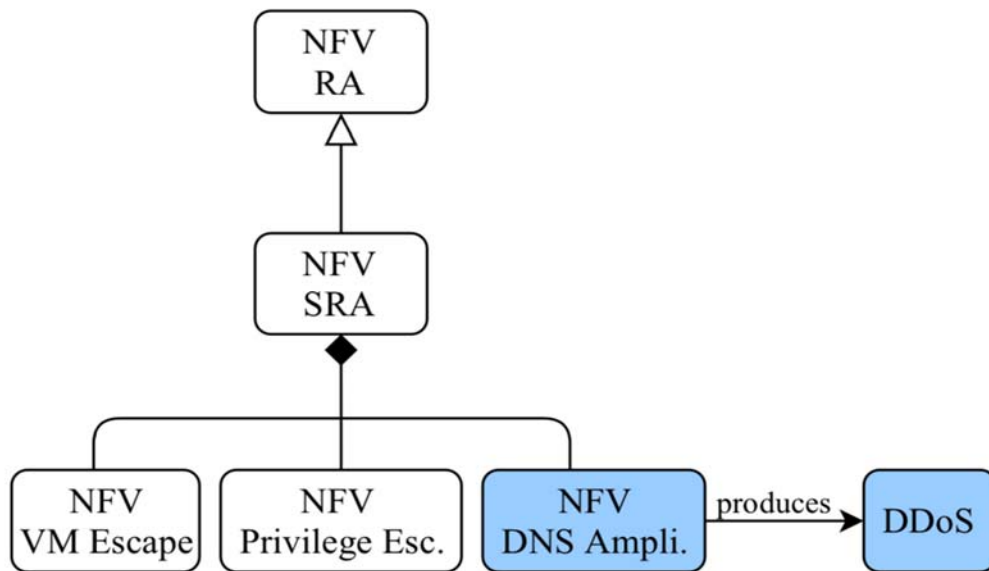 NFV
RA
NFV
SRA
NFV
VM Escape
NFV
Privilege Esc.
NFV
DNS Ampli.
produces
DDoS